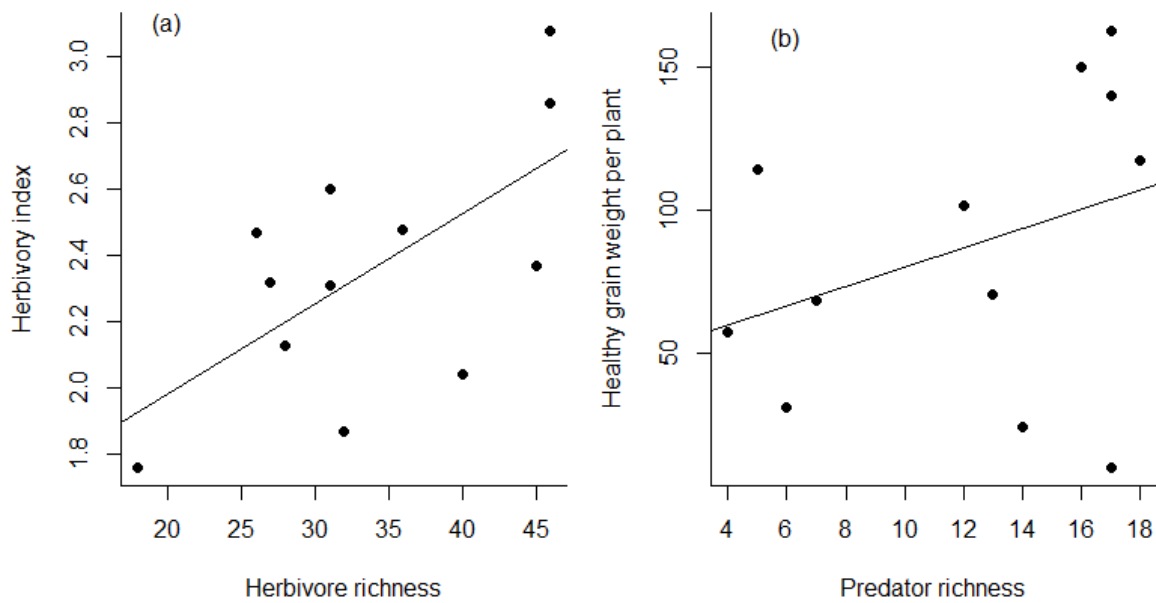 (a)
Herbivory index
3.0
2.8
2.6
2.4
2.2
2.0
1.8
20 25 30 35 40 45
Herbivore richness
(b)
Healthy grain weight per plant
150
100
50
4 6 8 10 12 14 16 18
Predator richness